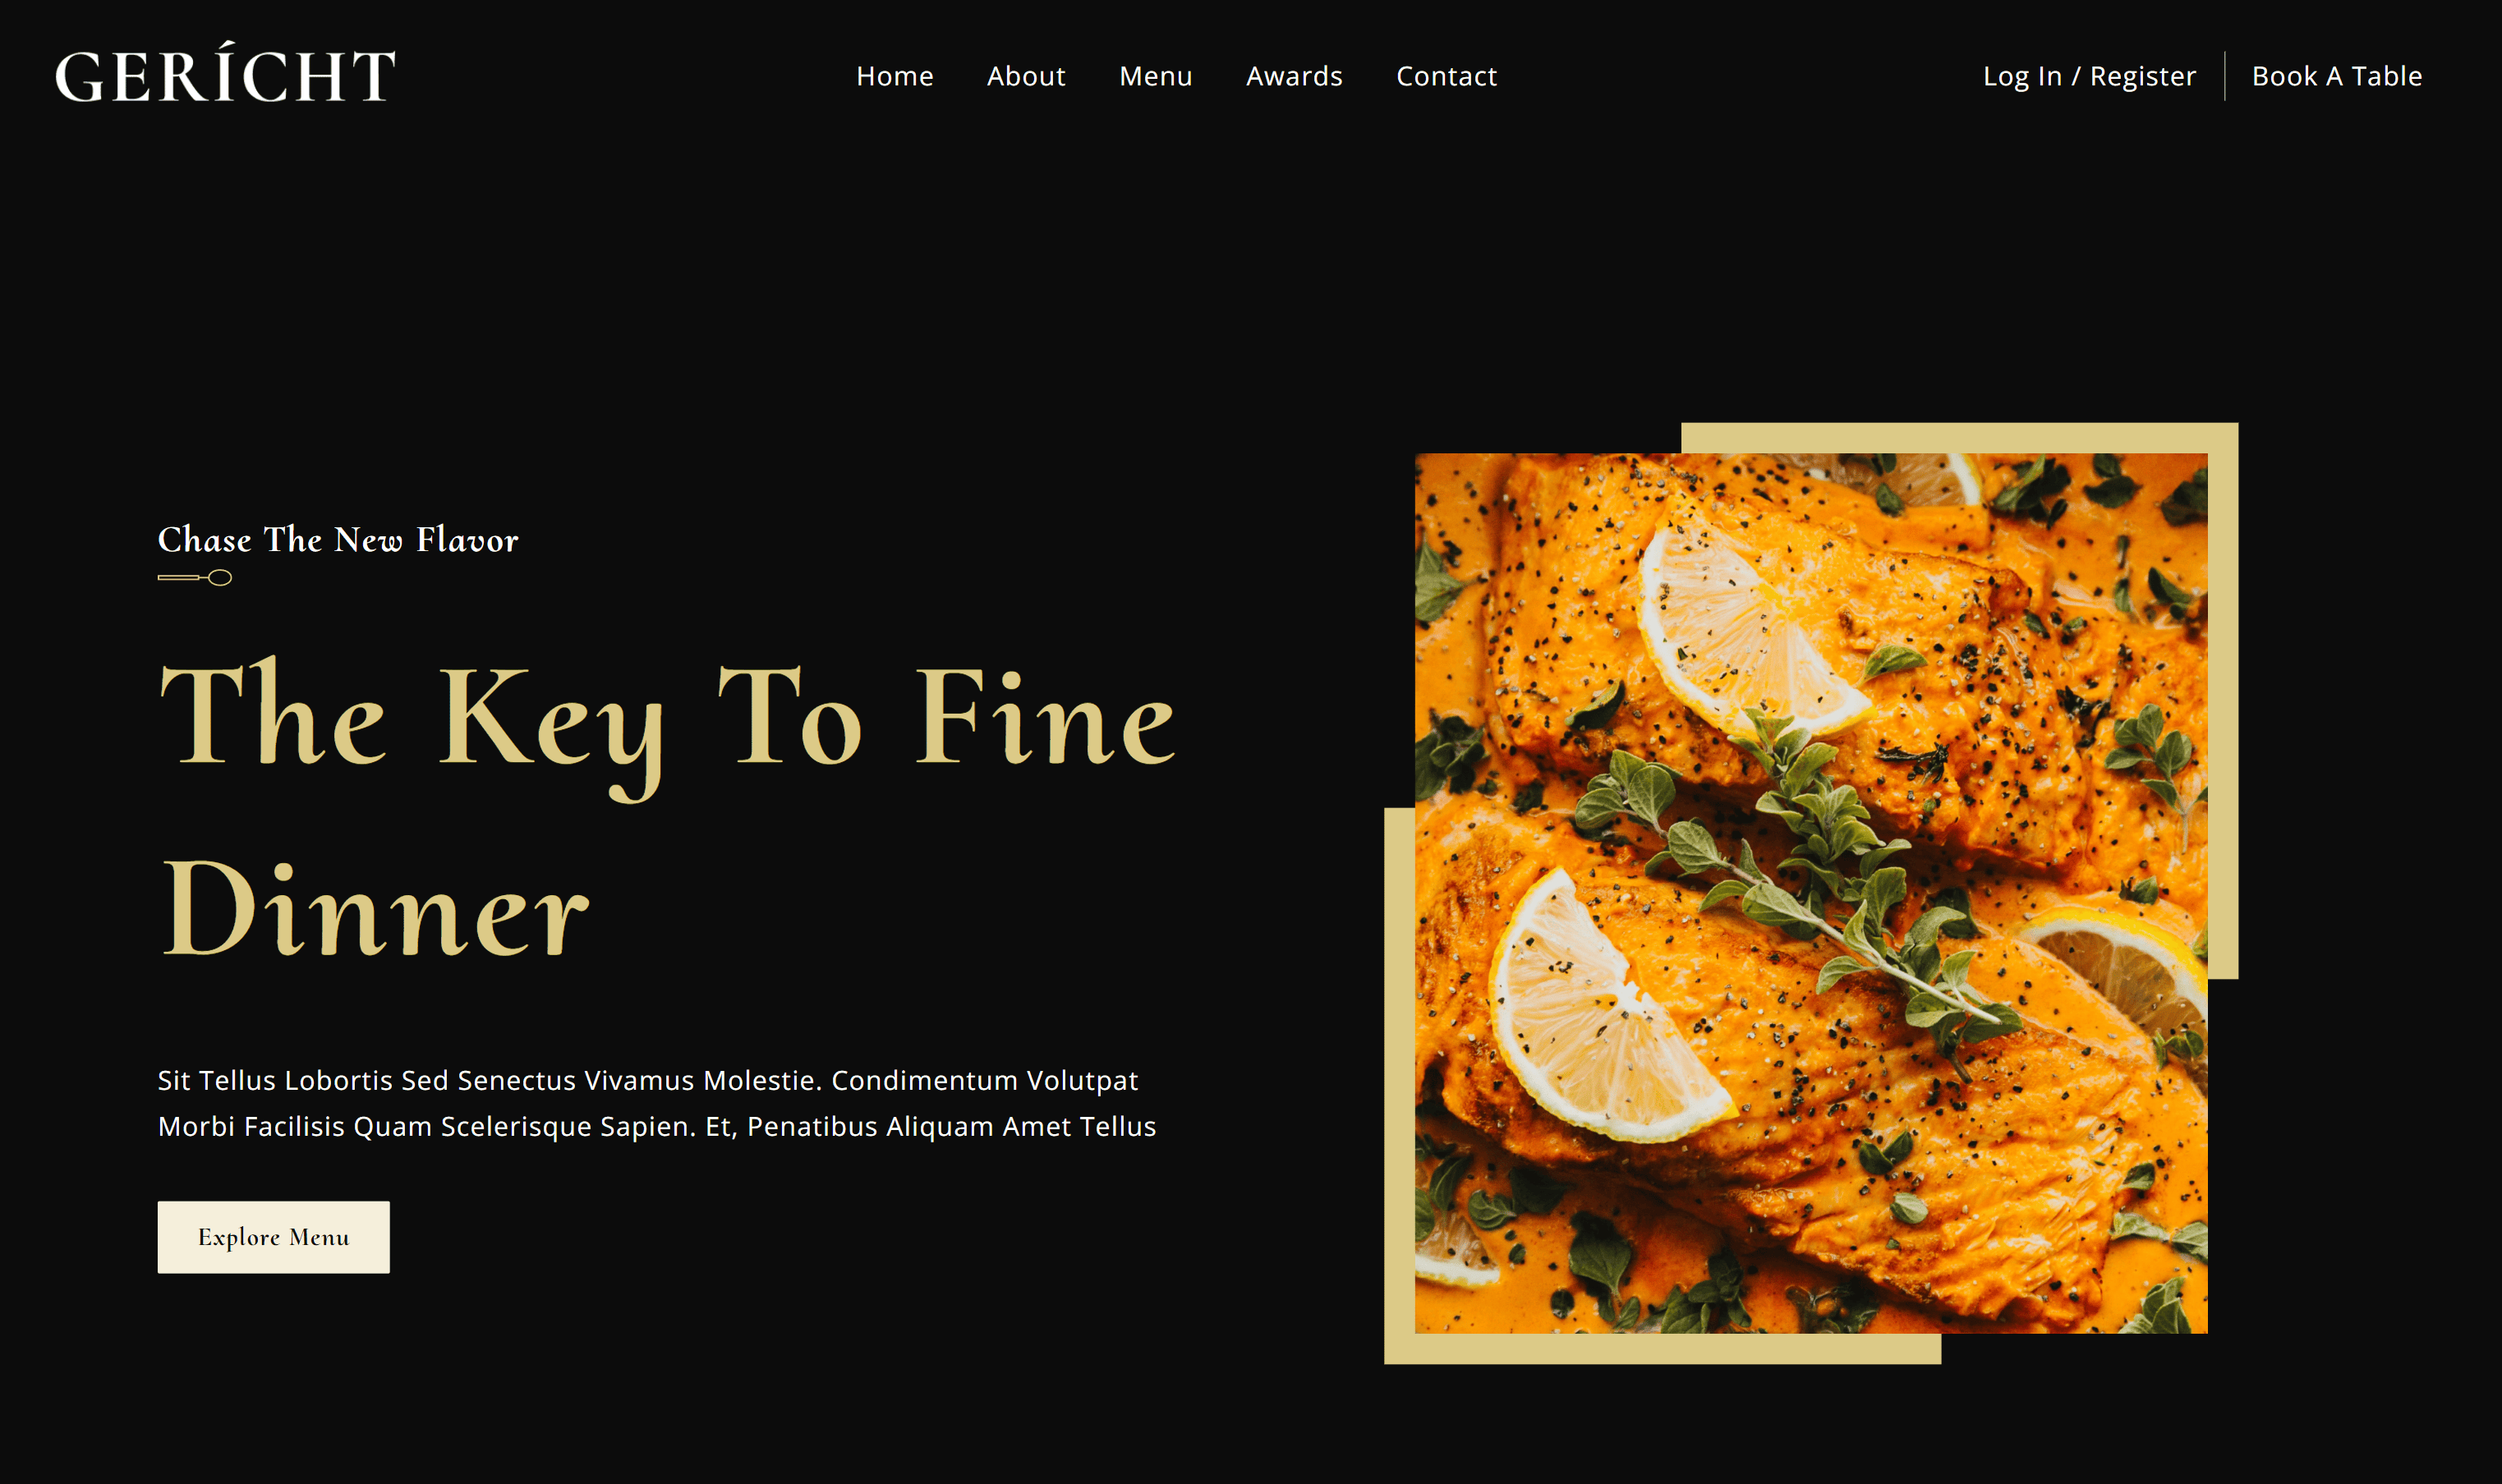 GERÍCHT
Home About Menu Awards Contact
Log In / Register Book A Table
Chase The New Flavor
The Key To Fine
Dinner
Sit Tellus Lobortis Sed Senectus Vivamus Molestie. Condimentum Volutpat
Morbi Facilisis Quam Scelerisque Sapien. Et, Penatibus Aliquam Amet Tellus
Explore Menu